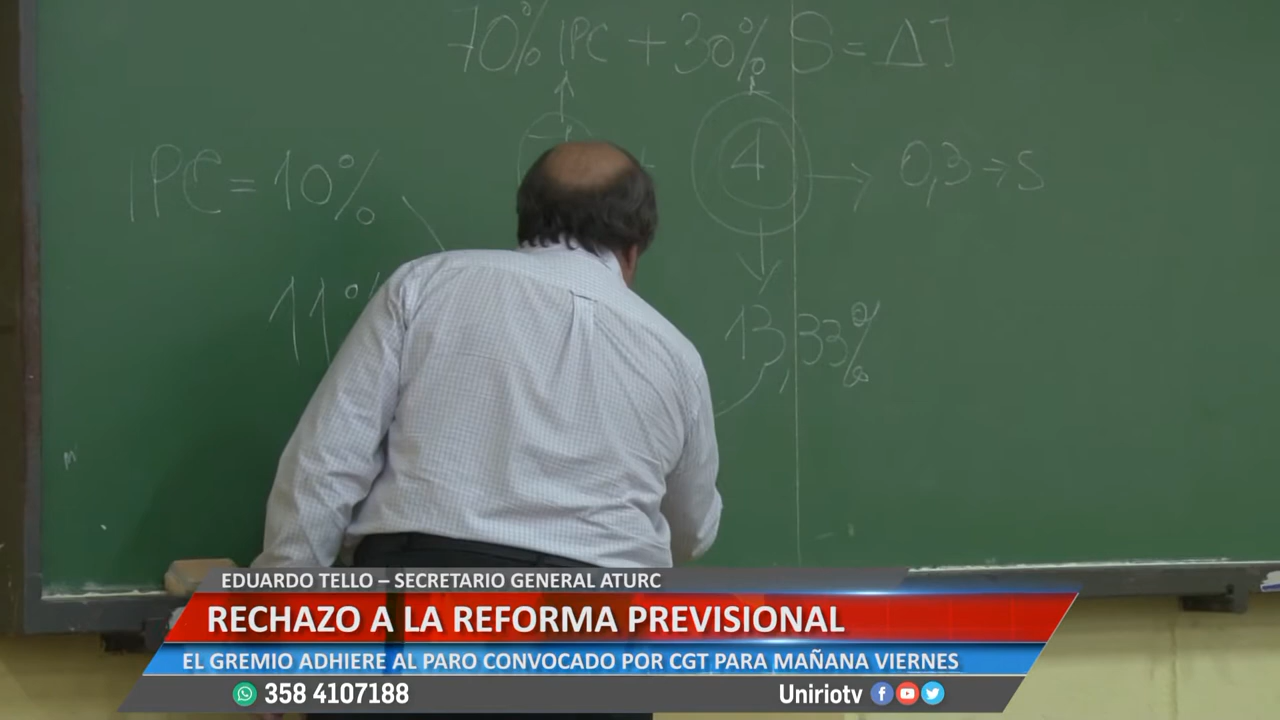 70% IPC + 30% S = ΔJ
IPC = 10%
4 → 0,3 ⇒ S
11%
13,33%
EDUARDO TELLO – SECRETARIO GENERAL ATURC
RECHAZO A LA REFORMA PREVISIONAL
EL GREMIO ADHIERE AL PARO CONVOCADO POR CGT PARA MAÑANA VIERNES
358 4107188
Uniriotv